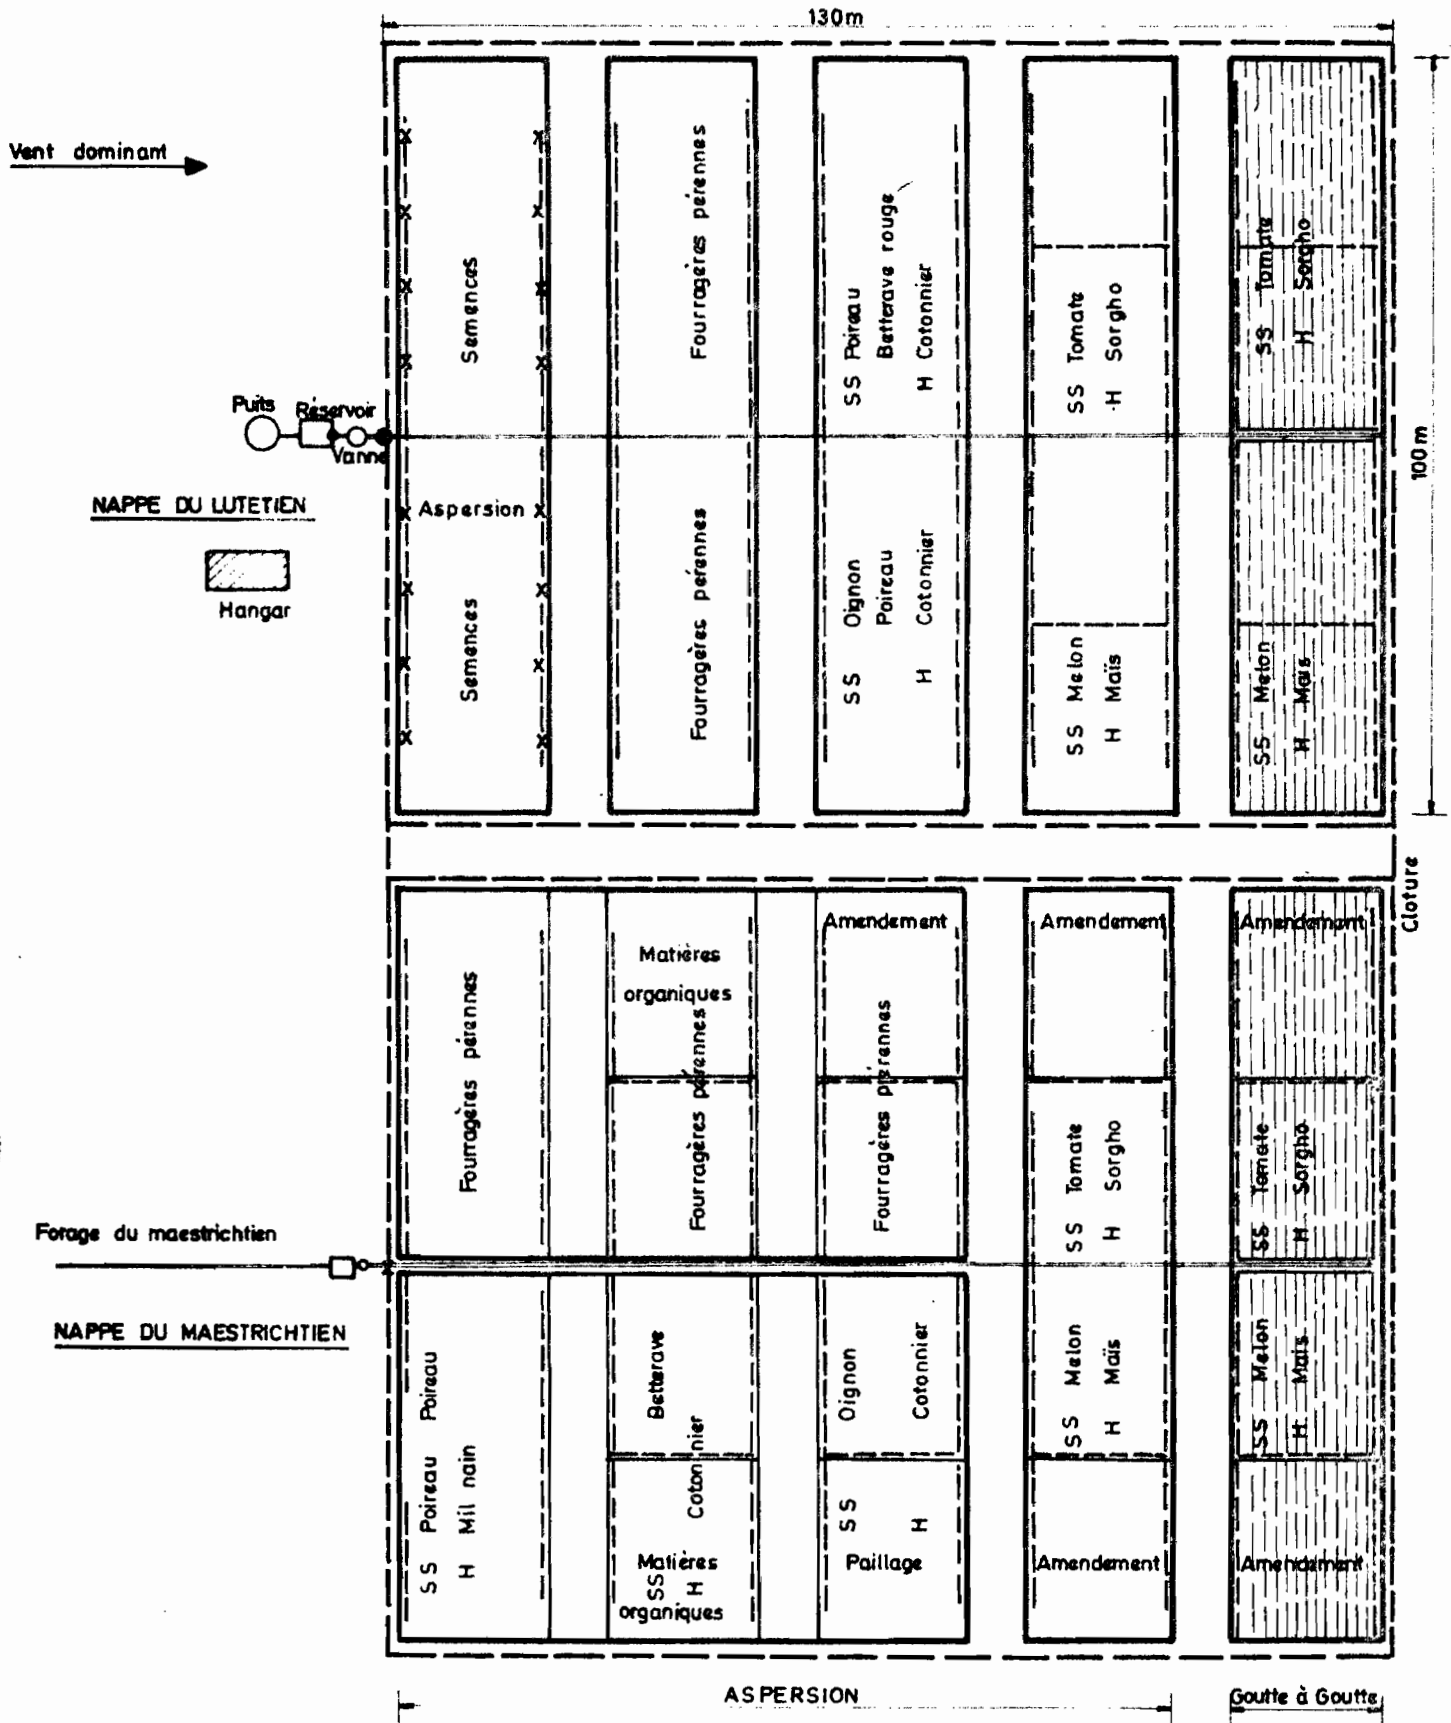 130m
Vent dominant
Semences
Fourragères pérennes
SS Poireau
Betterave rouge
H Cotonnier
SS Tomate
H Sorgho
SS Tomate
H Sorgho
100m
Puits
Réservoir
Vanne
NAPPE DU LUTETIEN
Hangar
Aspersion
Semences
Fourragères pérennes
SS Oignon
Poireau
H Cotonnier
SS Melon
H Maïs
SS Melon
H Maïs
Cloture
Fourragères pérennes
Matières
organiques
Fourragères pérennes
Amendement
Fourragères pérennes
Amendement
SS Tomate
H Sorgho
Amendement
SS Tomate
H Sorgho
Forage du maestrichtien
NAPPE DU MAESTRICHTIEN
SS Poireau Poireau
H Mil nain
SS Betterave
H Cotonnier
Matières
organiques
SS Oignon
H Cotonnier
Paillage
SS Melon
H Maïs
Amendement
SS Melon
H Maïs
Amendement
ASPERSION
Goutte à Goutte